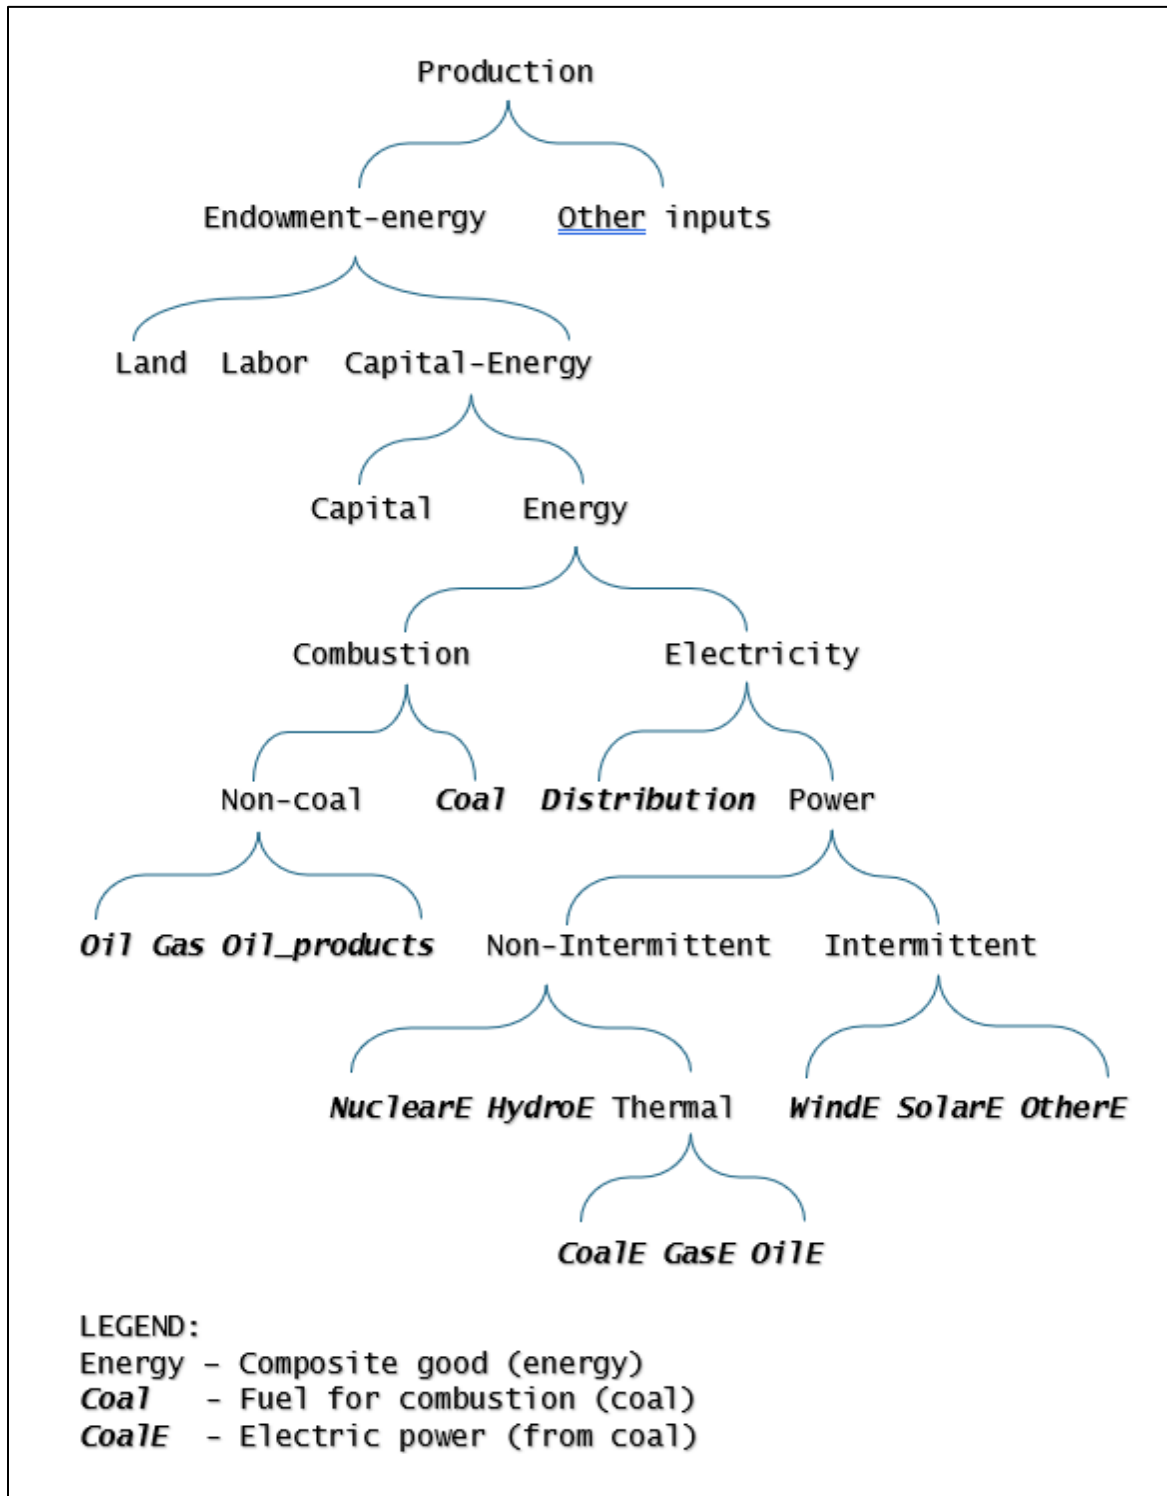 Production
Endowment-energy Other inputs
Land Labor Capital-Energy
Capital Energy
Combustion Electricity
Non-coal Coal Distribution Power
Oil Gas Oil_products Non-Intermittent Intermittent
NuclearE HydroE Thermal WindE SolarE OtherE
CoalE GasE OilE
LEGEND:
Energy – Composite good (energy)
Coal - Fuel for combustion (coal)
CoalE - Electric power (from coal)